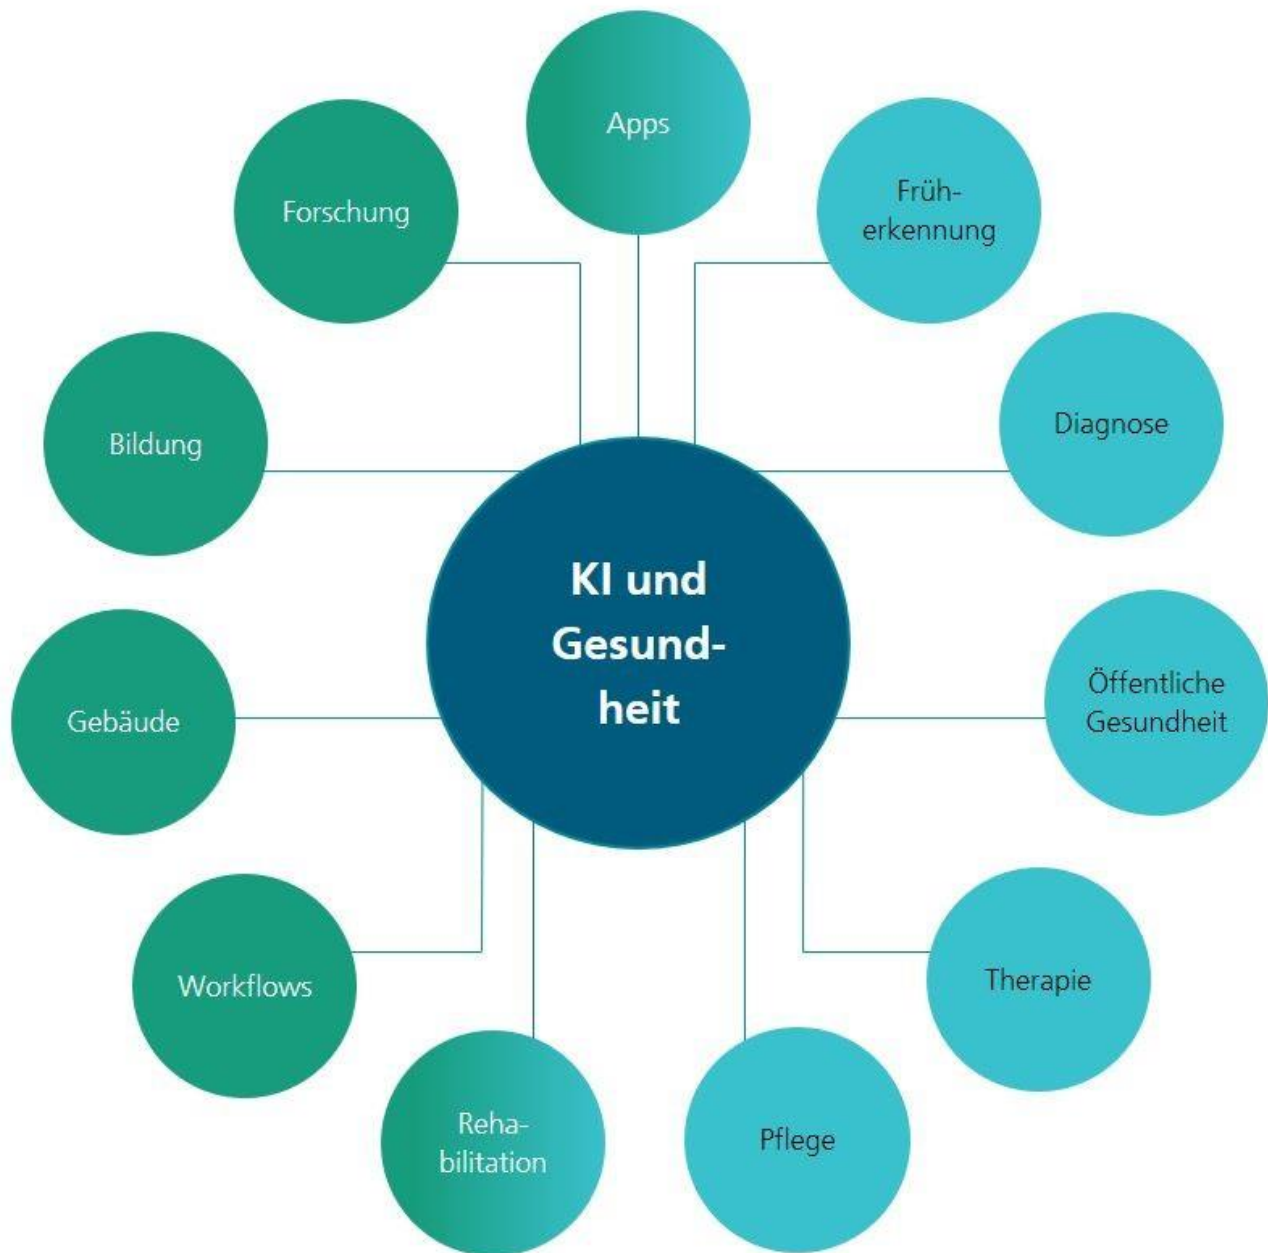 Apps
Forschung
Früh-
erkennung
Diagnose
Bildung
KI und
Gesund-
heit
Öffentliche
Gesundheit
Gebäude
Therapie
Workflows
Reha-
bilitation
Pflege